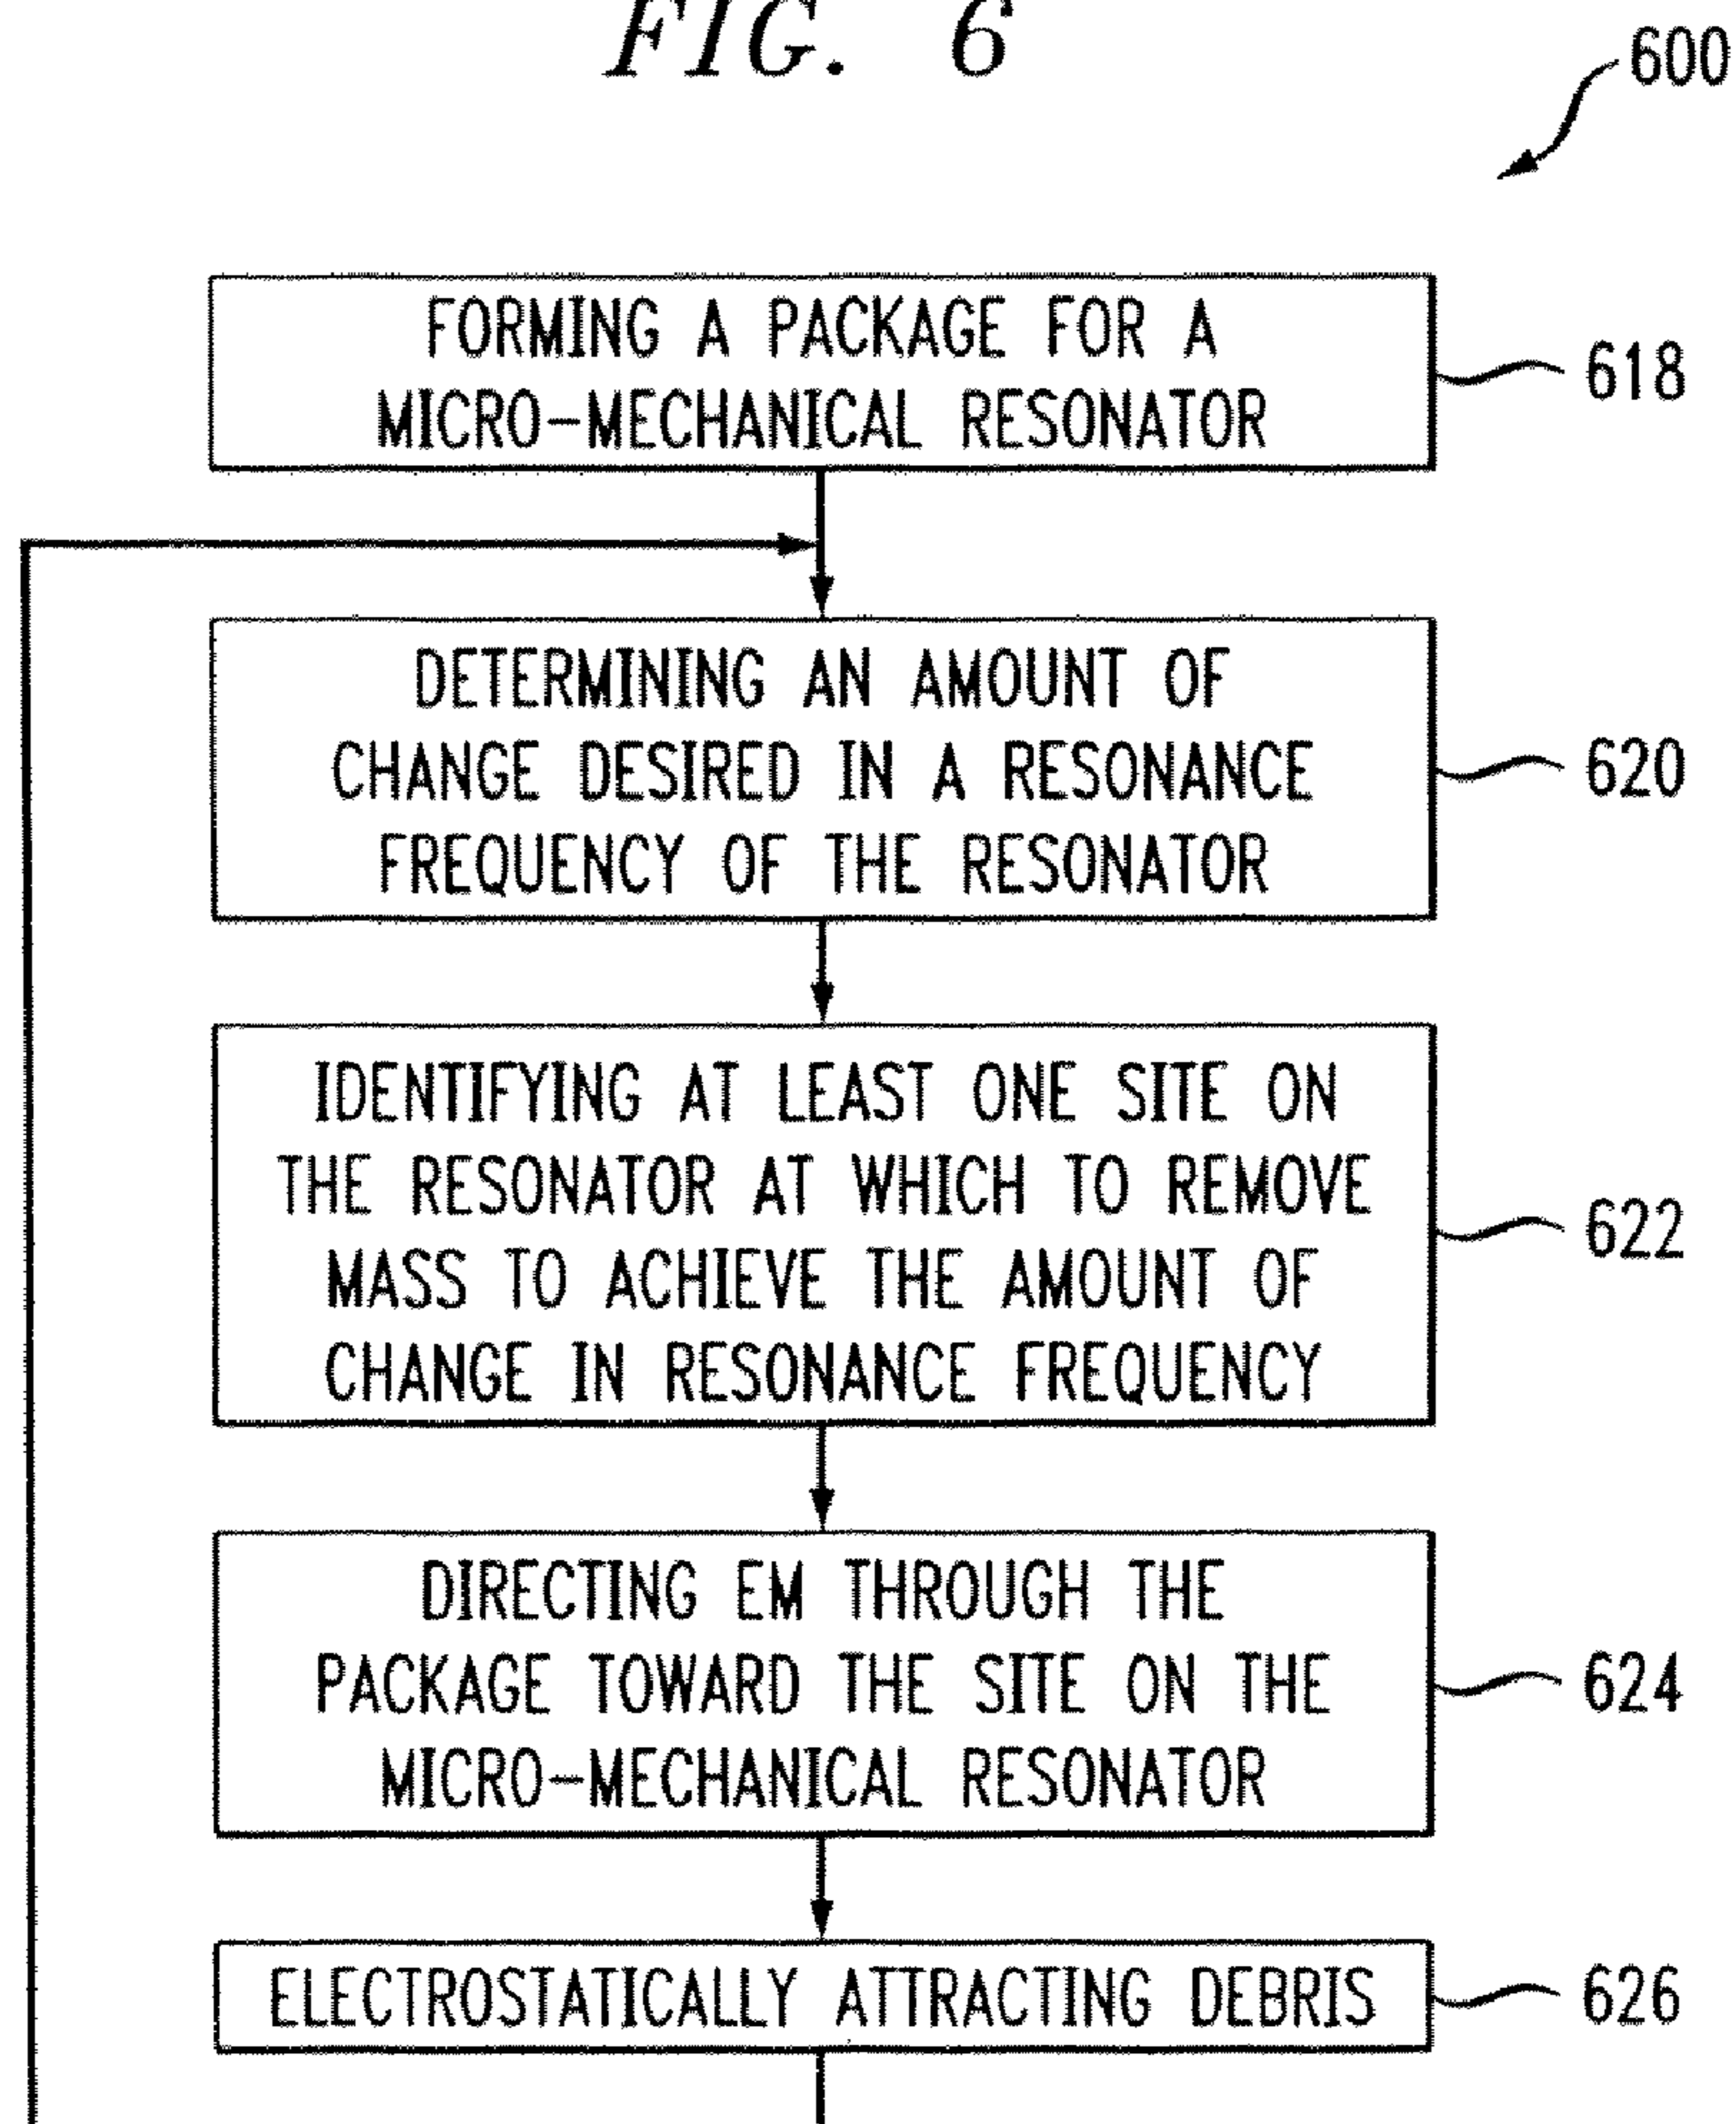 FIG. 6
600
FORMING A PACKAGE FOR A
MICRO-MECHANICAL RESONATOR
618
DETERMINING AN AMOUNT OF
CHANGE DESIRED IN A RESONANCE
FREQUENCY OF THE RESONATOR
620
IDENTIFYING AT LEAST ONE SITE ON
THE RESONATOR AT WHICH TO REMOVE
MASS TO ACHIEVE THE AMOUNT OF
CHANGE IN RESONANCE FREQUENCY
622
DIRECTING EM THROUGH THE
PACKAGE TOWARD THE SITE ON THE
MICRO-MECHANICAL RESONATOR
624
ELECTROSTATICALLY ATTRACTING DEBRIS
626